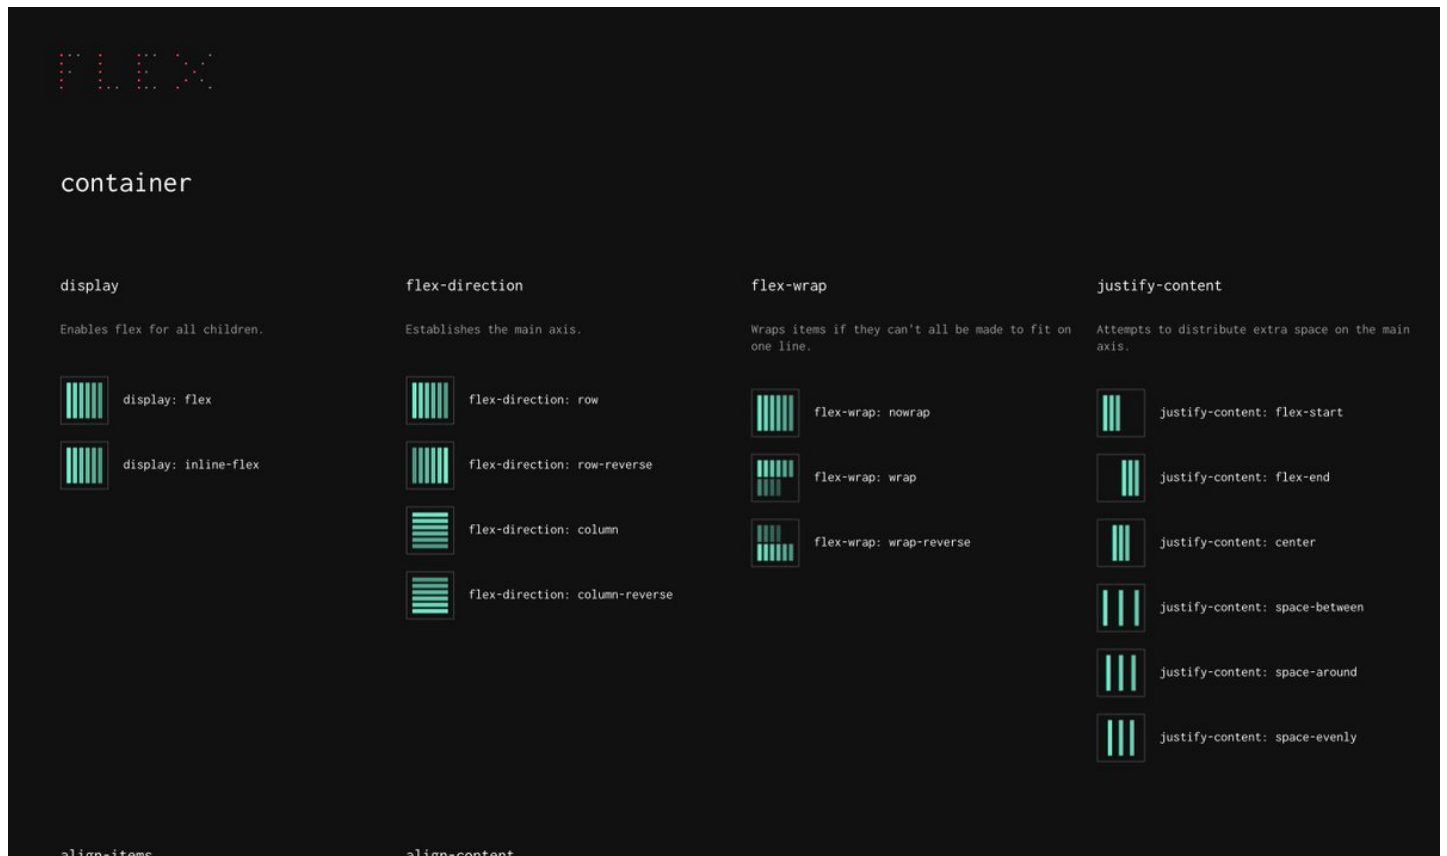 FLEX
container
display
Enables flex for all children.
display: flex
display: inline-flex
flex-direction
Establishes the main axis.
flex-direction: row
flex-direction: row-reverse
flex-direction: column
flex-direction: column-reverse
flex-wrap
Wraps items if they can't all be made to fit on
one line.
flex-wrap: nowrap
flex-wrap: wrap
flex-wrap: wrap-reverse
justify-content
Attempts to distribute extra space on the main
axis.
justify-content: flex-start
justify-content: flex-end
justify-content: center
justify-content: space-between
justify-content: space-around
justify-content: space-evenly
align-items
align-content